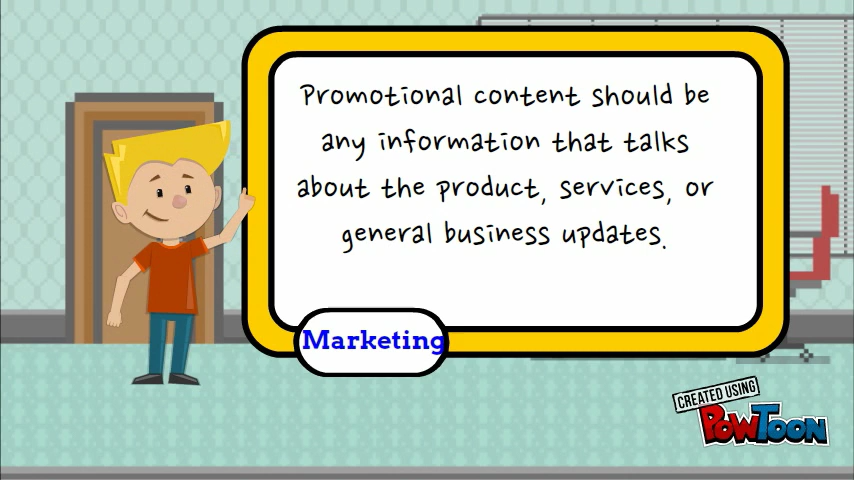 Promotional content should be
any information that talks
about the product, services, or
general business updates.
Marketing
CREATED USING
POWTOON